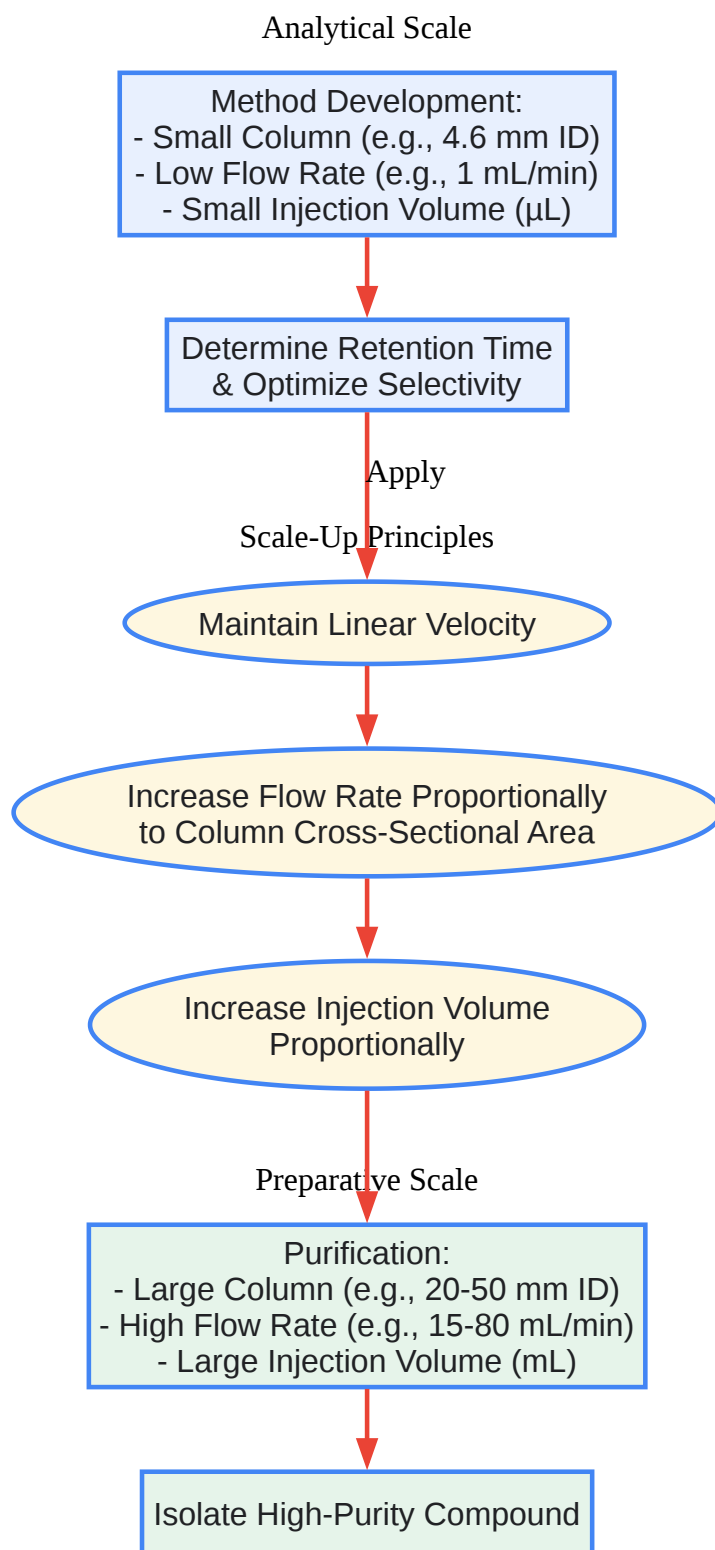 Analytical Scale
Method Development:
- Small Column (e.g., 4.6 mm ID)
- Low Flow Rate (e.g., 1 mL/min)
- Small Injection Volume (µL)
Determine Retention Time
& Optimize Selectivity
Apply
Scale-Up Principles
Maintain Linear Velocity
Increase Flow Rate Proportionally
to Column Cross-Sectional Area
Increase Injection Volume
Proportionally
Preparative Scale
Purification:
- Large Column (e.g., 20-50 mm ID)
- High Flow Rate (e.g., 15-80 mL/min)
- Large Injection Volume (mL)
Isolate High-Purity Compound